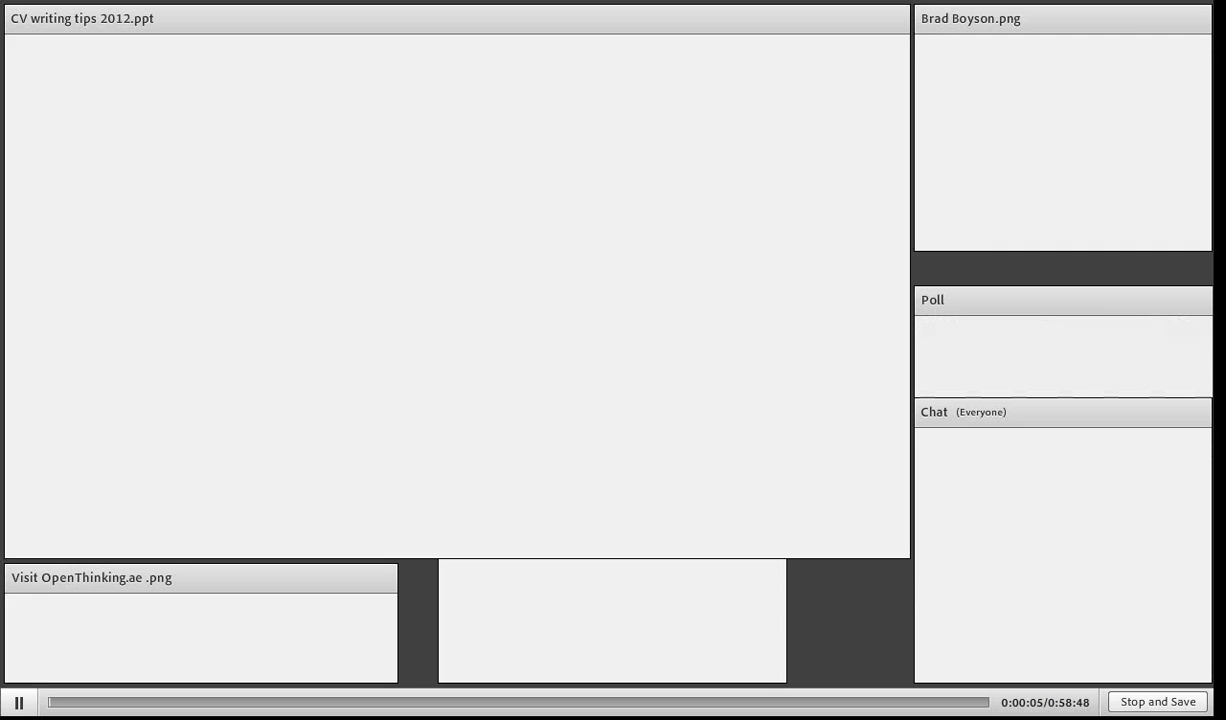 CV writing tips 2012.ppt
Brad Boyson.png
Poll
Chat (Everyone)
Visit OpenThinking.ae .png
0:00:05/0:58:48
Stop and Save